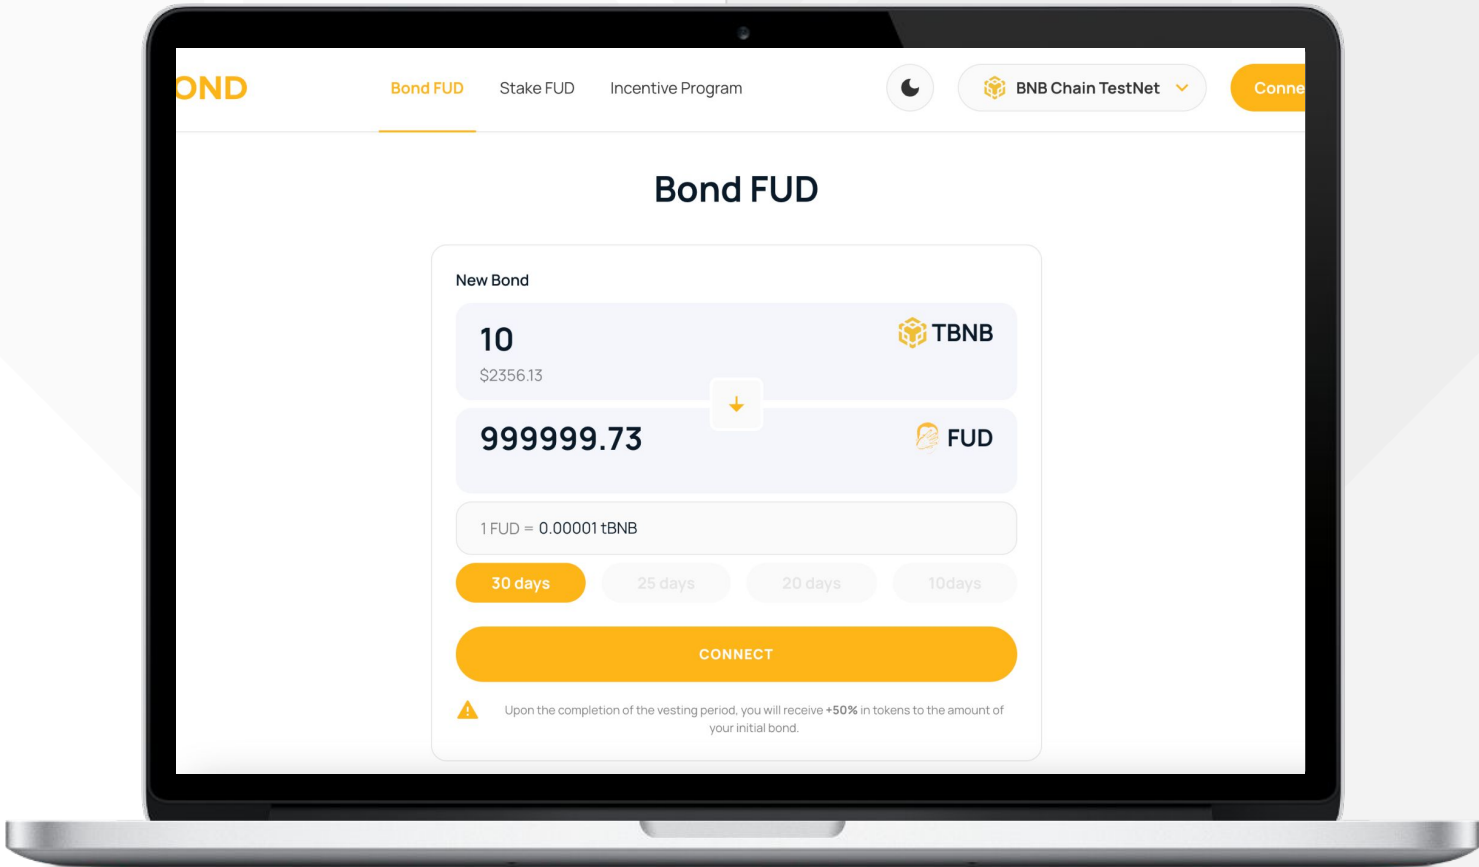 OND
Bond FUD Stake FUD Incentive Program BNB Chain TestNet Conne
Bond FUD
New Bond
10 TBNB
$2356.13
999999.73 FUD
1 FUD = 0.00001 tBNB
30 days 25 days 20 days 10days
CONNECT
Upon the completion of the vesting period, you will receive +50% in tokens to the amount of
your initial bond.